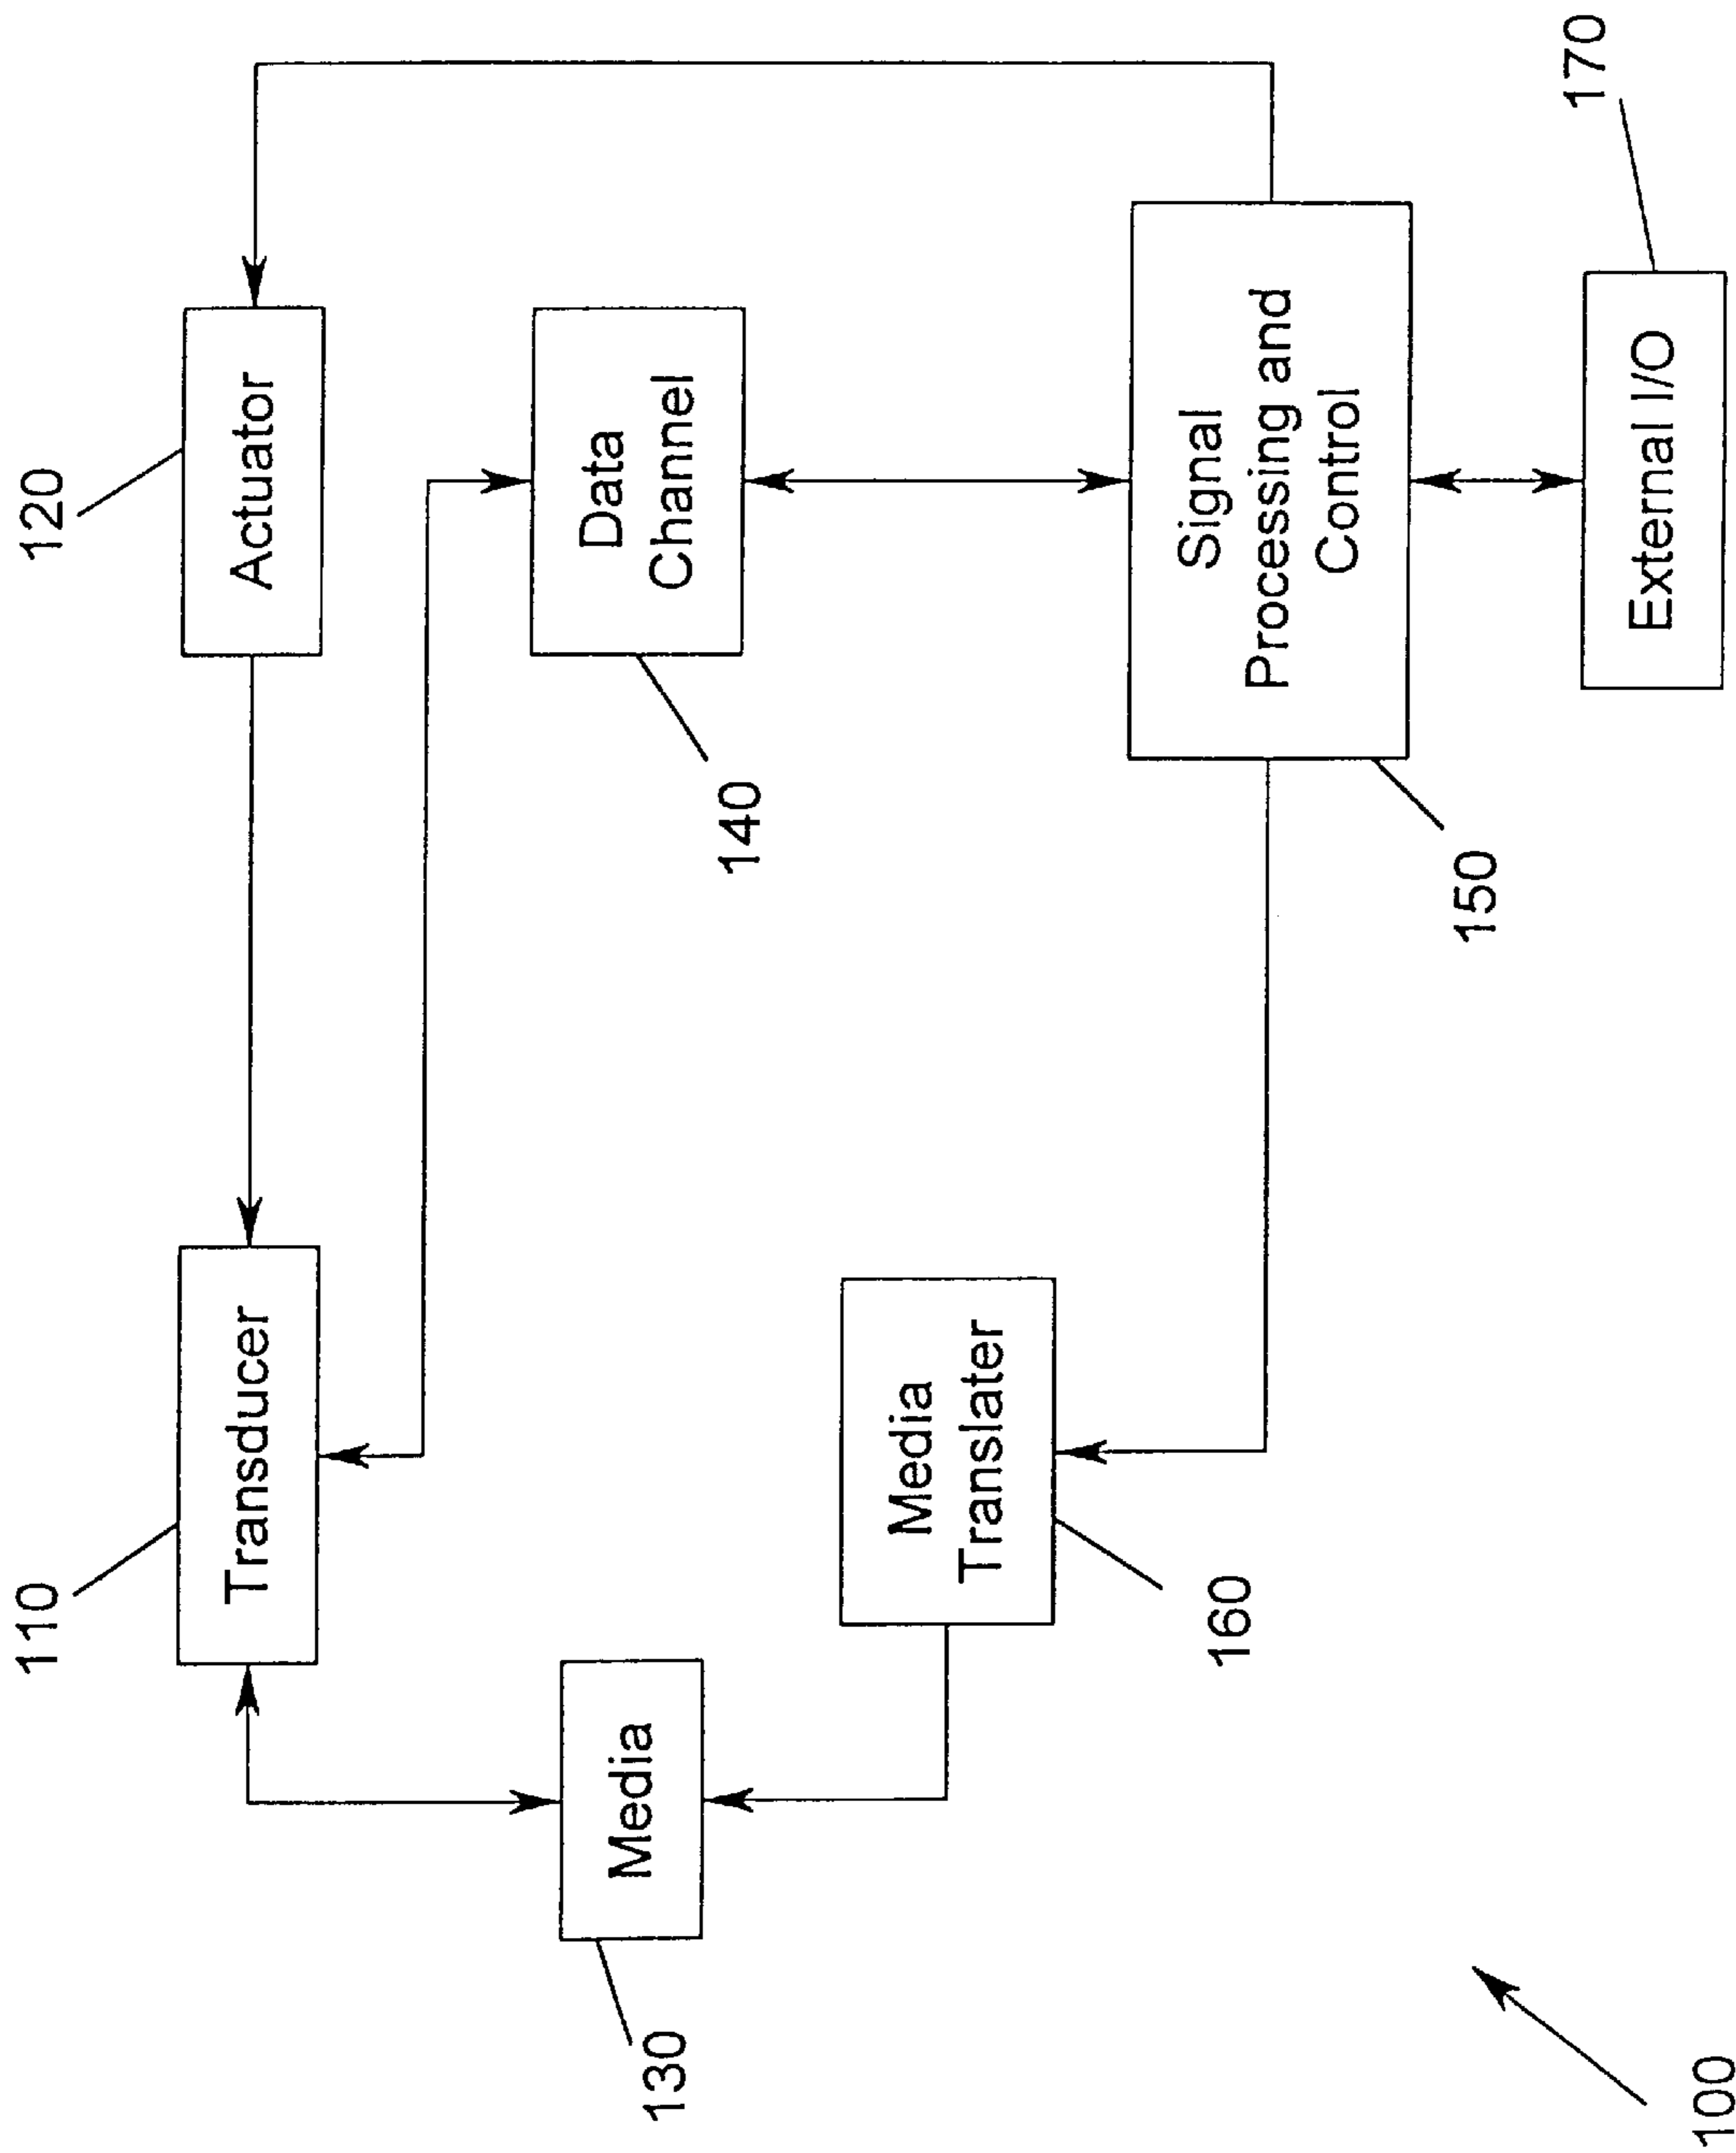 110
Transducer
120
Actuator
130
Media
Data
Channel
140
Media
Translater
160
Signal
Processing and
Control
150
External I/O
170
100